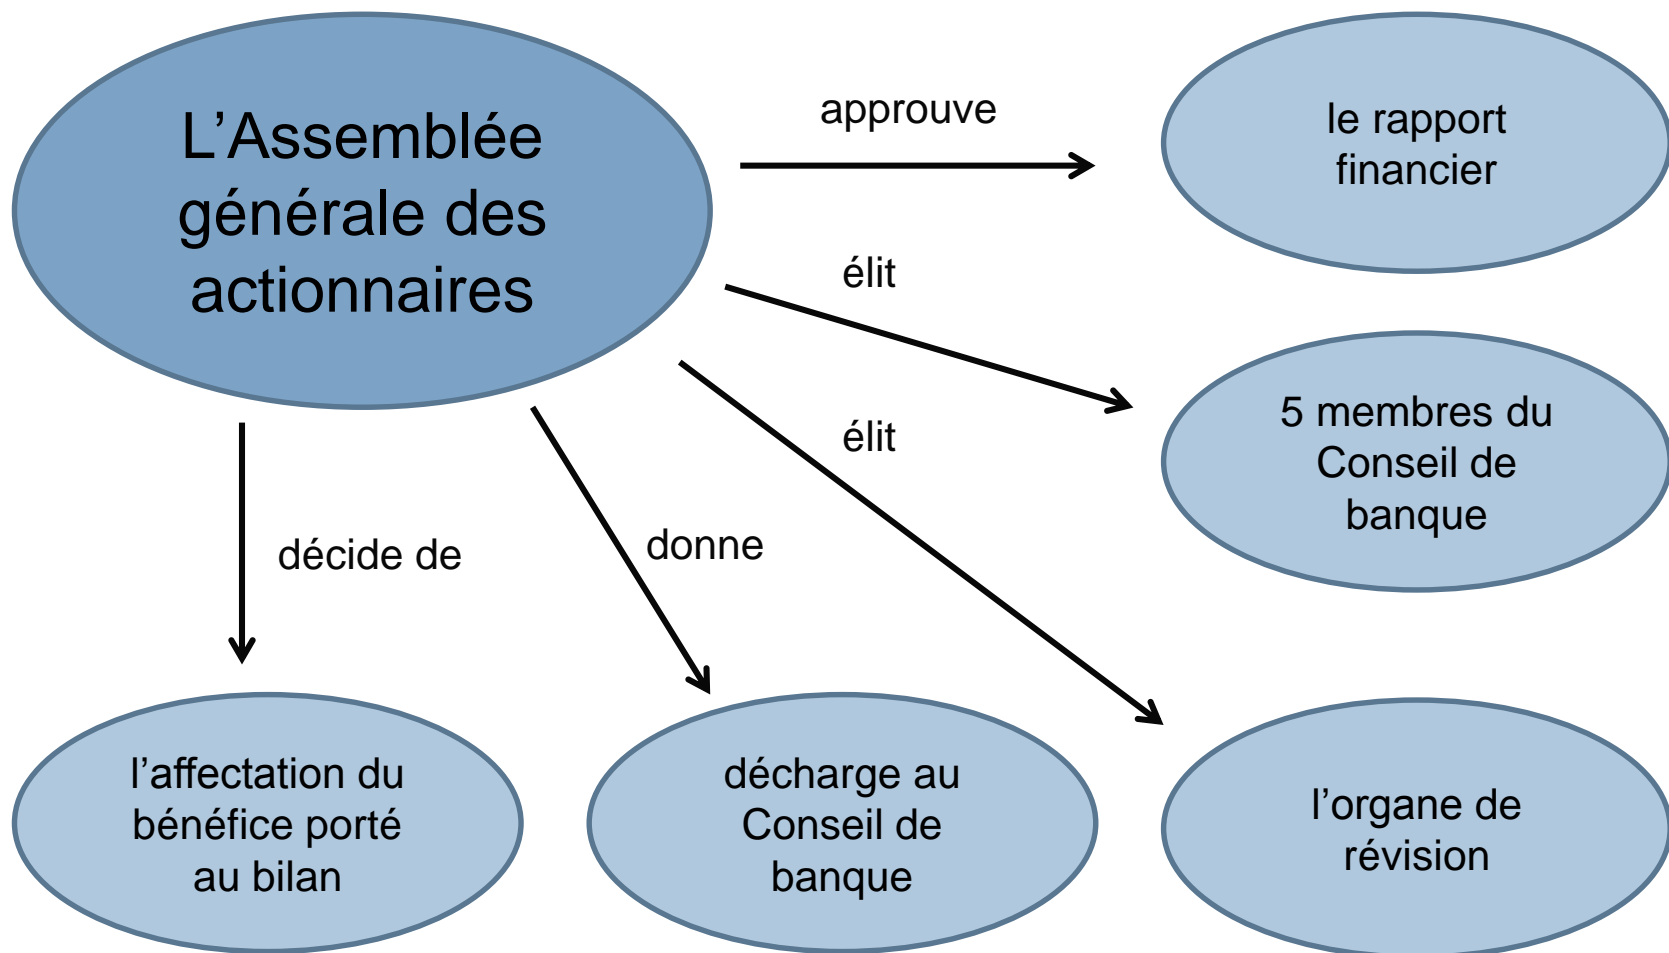 L’Assemblée
générale des
actionnaires
approuve
le rapport
financier
élit
5 membres du
Conseil de
banque
élit
l’organe de
révision
donne
décharge au
Conseil de
banque
décide de
l’affectation du
bénéfice porté
au bilan